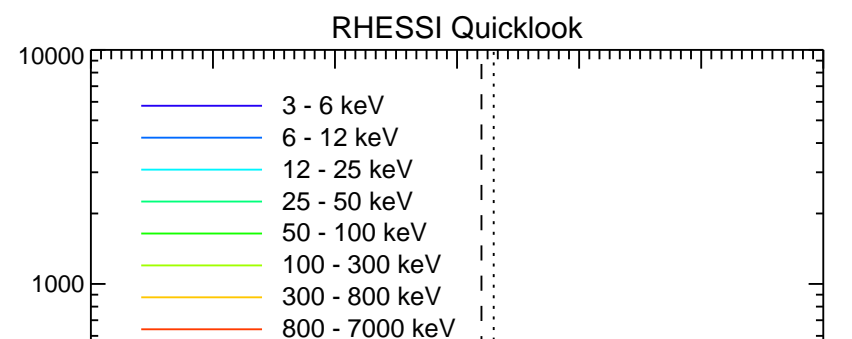 RHESSI Quicklook
10000
3 - 6 keV
6 - 12 keV
12 - 25 keV
25 - 50 keV
50 - 100 keV
100 - 300 keV
1000
300 - 800 keV
800 - 7000 keV